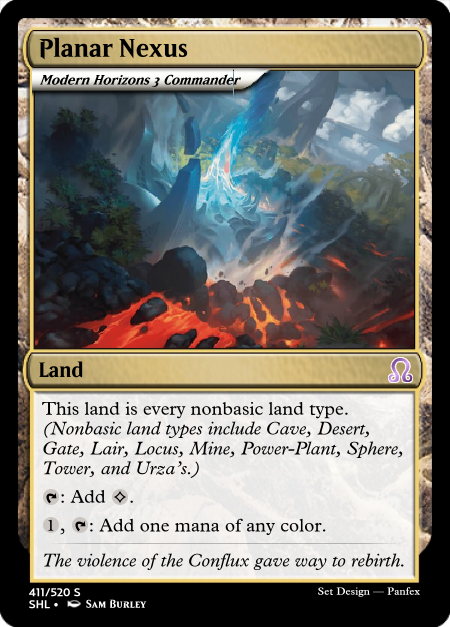 Planar Nexus
Modern Horizons 3 Commander
Land
This land is every nonbasic land type.
(Nonbasic land types include Cave, Desert,
Gate, Lair, Locus, Mine, Power-Plant, Sphere,
Tower, and Urza's.)
: Add .
1, : Add one mana of any color.
The violence of the Conflux gave way to rebirth.
411/520 S
SHL • Sam Burley
Set Design — Panfex